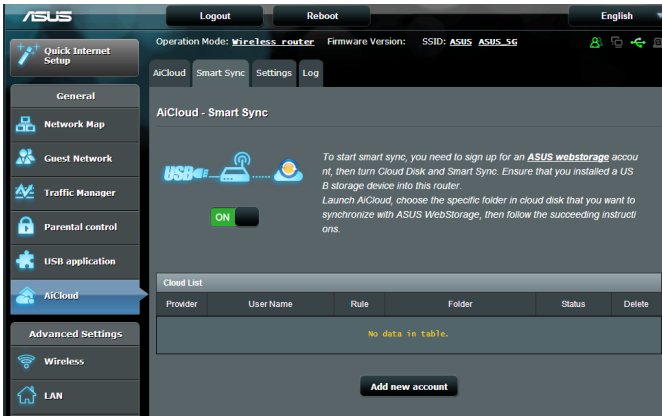 ASUS
Logout Reboot English
Quick Internet
Setup
Operation Mode: Wireless router Firmware Version: SSID: ASUS ASUS_5G
AiCloud Smart Sync Settings Log
General
Network Map
Guest Network
Traffic Manager
Parental control
USB application
AiCloud
Advanced Settings
Wireless
LAN
AiCloud - Smart Sync
USB
ON
To start smart sync, you need to sign up for an ASUS webstorage accou
nt, then turn Cloud Disk and Smart Sync. Ensure that you installed a US
B storage device into this router.
Launch AiCloud, choose the specific folder in cloud disk that you want to
synchronize with ASUS WebStorage, then follow the succeeding instructi
ons.
Cloud List
Provider User Name Rule Folder Status Delete
No data in table.
Add new account